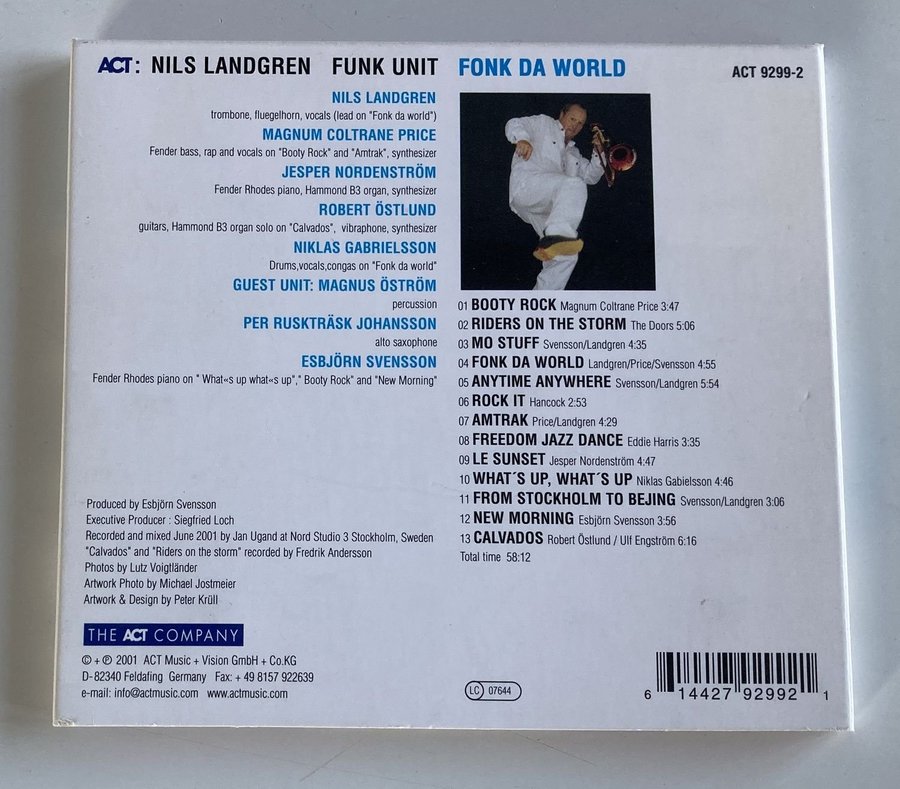 ACT: NILS LANDGREN FUNK UNIT FONK DA WORLD
ACT 9299-2
NILS LANDGREN
trombone, fluegelhorn, vocals (lead on "Fonk da world")
MAGNUM COLTRANE PRICE
Fender bass, rap and vocals on "Booty Rock" and "Amtrak", synthesizer
JESPER NORDENSTRÖM
Fender Rhodes piano, Hammond B3 organ, synthesizer
ROBERT ÖSTLUND
guitars, Hammond B3 organ solo on "Calvados", vibraphone, synthesizer
NIKLAS GABRIELSSON
Drums,vocals,congas on "Fonk da world"
GUEST UNIT: MAGNUS ÖSTRÖM
percussion
PER RUSKTRÄSK JOHANSSON
alto saxophone
ESBJÖRN SVENSSON
Fender Rhodes piano on " What«s up what«s up"," Booty Rock" and "New Morning"
01 BOOTY ROCK Magnum Coltrane Price 3:47
02 RIDERS ON THE STORM The Doors 5:06
03 MO STUFF Svensson/Landgren 4:35
04 FONK DA WORLD Landgren/Price/Svensson 4:55
05 ANYTIME ANYWHERE Svensson/Landgren 5:54
06 ROCK IT Hancock 2:53
07 AMTRAK Price/Landgren 4:29
08 FREEDOM JAZZ DANCE Eddie Harris 3:35
09 LE SUNSET Jesper Nordenström 4:47
10 WHAT´S UP, WHAT´S UP Niklas Gabielsson 4:46
11 FROM STOCKHOLM TO BEJING Svensson/Landgren 3:06
12 NEW MORNING Esbjörn Svensson 3:56
13 CALVADOS Robert Östlund / Ulf Engström 6:16
Total time 58:12
Produced by Esbjörn Svensson
Executive Producer : Siegfried Loch
Recorded and mixed June 2001 by Jan Ugand at Nord Studio 3 Stockholm, Sweden
"Calvados" and "Riders on the storm" recorded by Fredrik Andersson
Photos by Lutz Voigtländer
Artwork Photo by Michael Jostmeier
Artwork & Design by Peter Krüll
THE ACT COMPANY
© + ℗ 2001 ACT Music + Vision GmbH + Co.KG
D- 82340 Feldafing Germany Fax: + 49 8157 922639
e-mail: info@actmusic.com www.actmusic.com
LC 07644
6 14427 92992 1